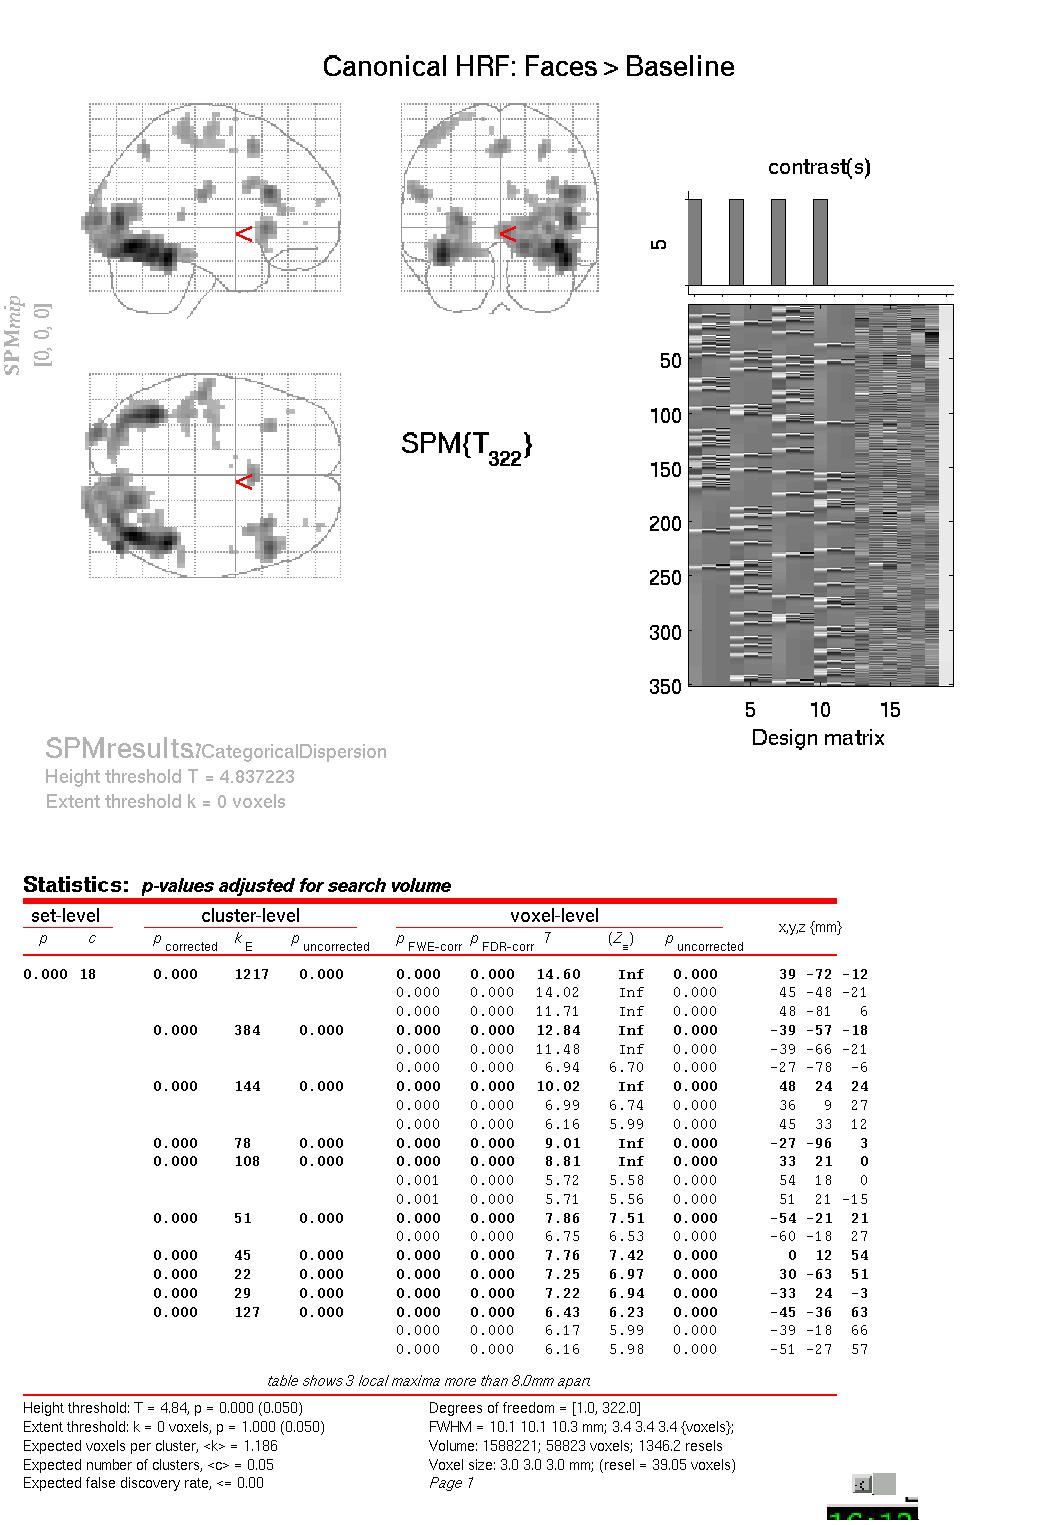 Canonical HRF: Faces > Baseline
SPMmip
[0, 0, 0]
SPM{T322}
contrast(s)
5
50
100
150
200
250
300
350
5 10 15
Design matrix
SPMresults:./CategoricalDispersion
Height threshold T = 4.837223
Extent threshold k = 0 voxels
Statistics: p-values adjusted for search volume
set-level cluster-level voxel-level x,y,z {mm}
p c p corrected k E p uncorrected p FWE-corr p FDR-corr T (Z≡) p uncorrected
0.000 18 0.000 1217 0.000 0.000 0.000 14.60 Inf 0.000 39 -72 -12
0.000 0.000 14.02 Inf 0.000 45 -48 -21
0.000 0.000 11.71 Inf 0.000 48 -81 6
0.000 384 0.000 0.000 0.000 12.84 Inf 0.000 -39 -57 -18
0.000 0.000 11.48 Inf 0.000 -39 -66 -21
0.000 0.000 6.94 6.70 0.000 -27 -78 -6
0.000 144 0.000 0.000 0.000 10.02 Inf 0.000 48 24 24
0.000 0.000 6.99 6.74 0.000 36 9 27
0.000 0.000 6.16 5.99 0.000 45 33 12
0.000 78 0.000 0.000 0.000 9.01 Inf 0.000 -27 -96 3
0.000 108 0.000 0.000 0.000 8.81 Inf 0.000 33 21 0
0.001 0.000 5.72 5.58 0.000 54 18 0
0.001 0.000 5.71 5.56 0.000 51 21 -15
0.000 51 0.000 0.000 0.000 7.86 7.51 0.000 -54 -21 21
0.000 0.000 6.75 6.53 0.000 -60 -18 27
0.000 45 0.000 0.000 0.000 7.76 7.42 0.000 0 12 54
0.000 22 0.000 0.000 0.000 7.25 6.97 0.000 30 -63 51
0.000 29 0.000 0.000 0.000 7.22 6.94 0.000 -33 24 -3
0.000 127 0.000 0.000 0.000 6.43 6.23 0.000 -45 -36 63
0.000 0.000 6.17 5.99 0.000 -39 -18 66
0.000 0.000 6.16 5.98 0.000 -51 -27 57
table shows 3 local maxima more than 8.0mm apart
Height threshold: T = 4.84, p = 0.000 (0.050)
Extent threshold: k = 0 voxels, p = 1.000 (0.050)
Expected voxels per cluster, <k> = 1.186
Expected number of clusters, <c> = 0.05
Expected false discovery rate, <= 0.00
Degrees of freedom = [1.0, 322.0]
FWHM = 10.1 10.1 10.3 mm; 3.4 3.4 3.4 {voxels};
Volume: 1588221; 58823 voxels; 1346.2 resels
Voxel size: 3.0 3.0 3.0 mm; (resel = 39.05 voxels)
Page 1